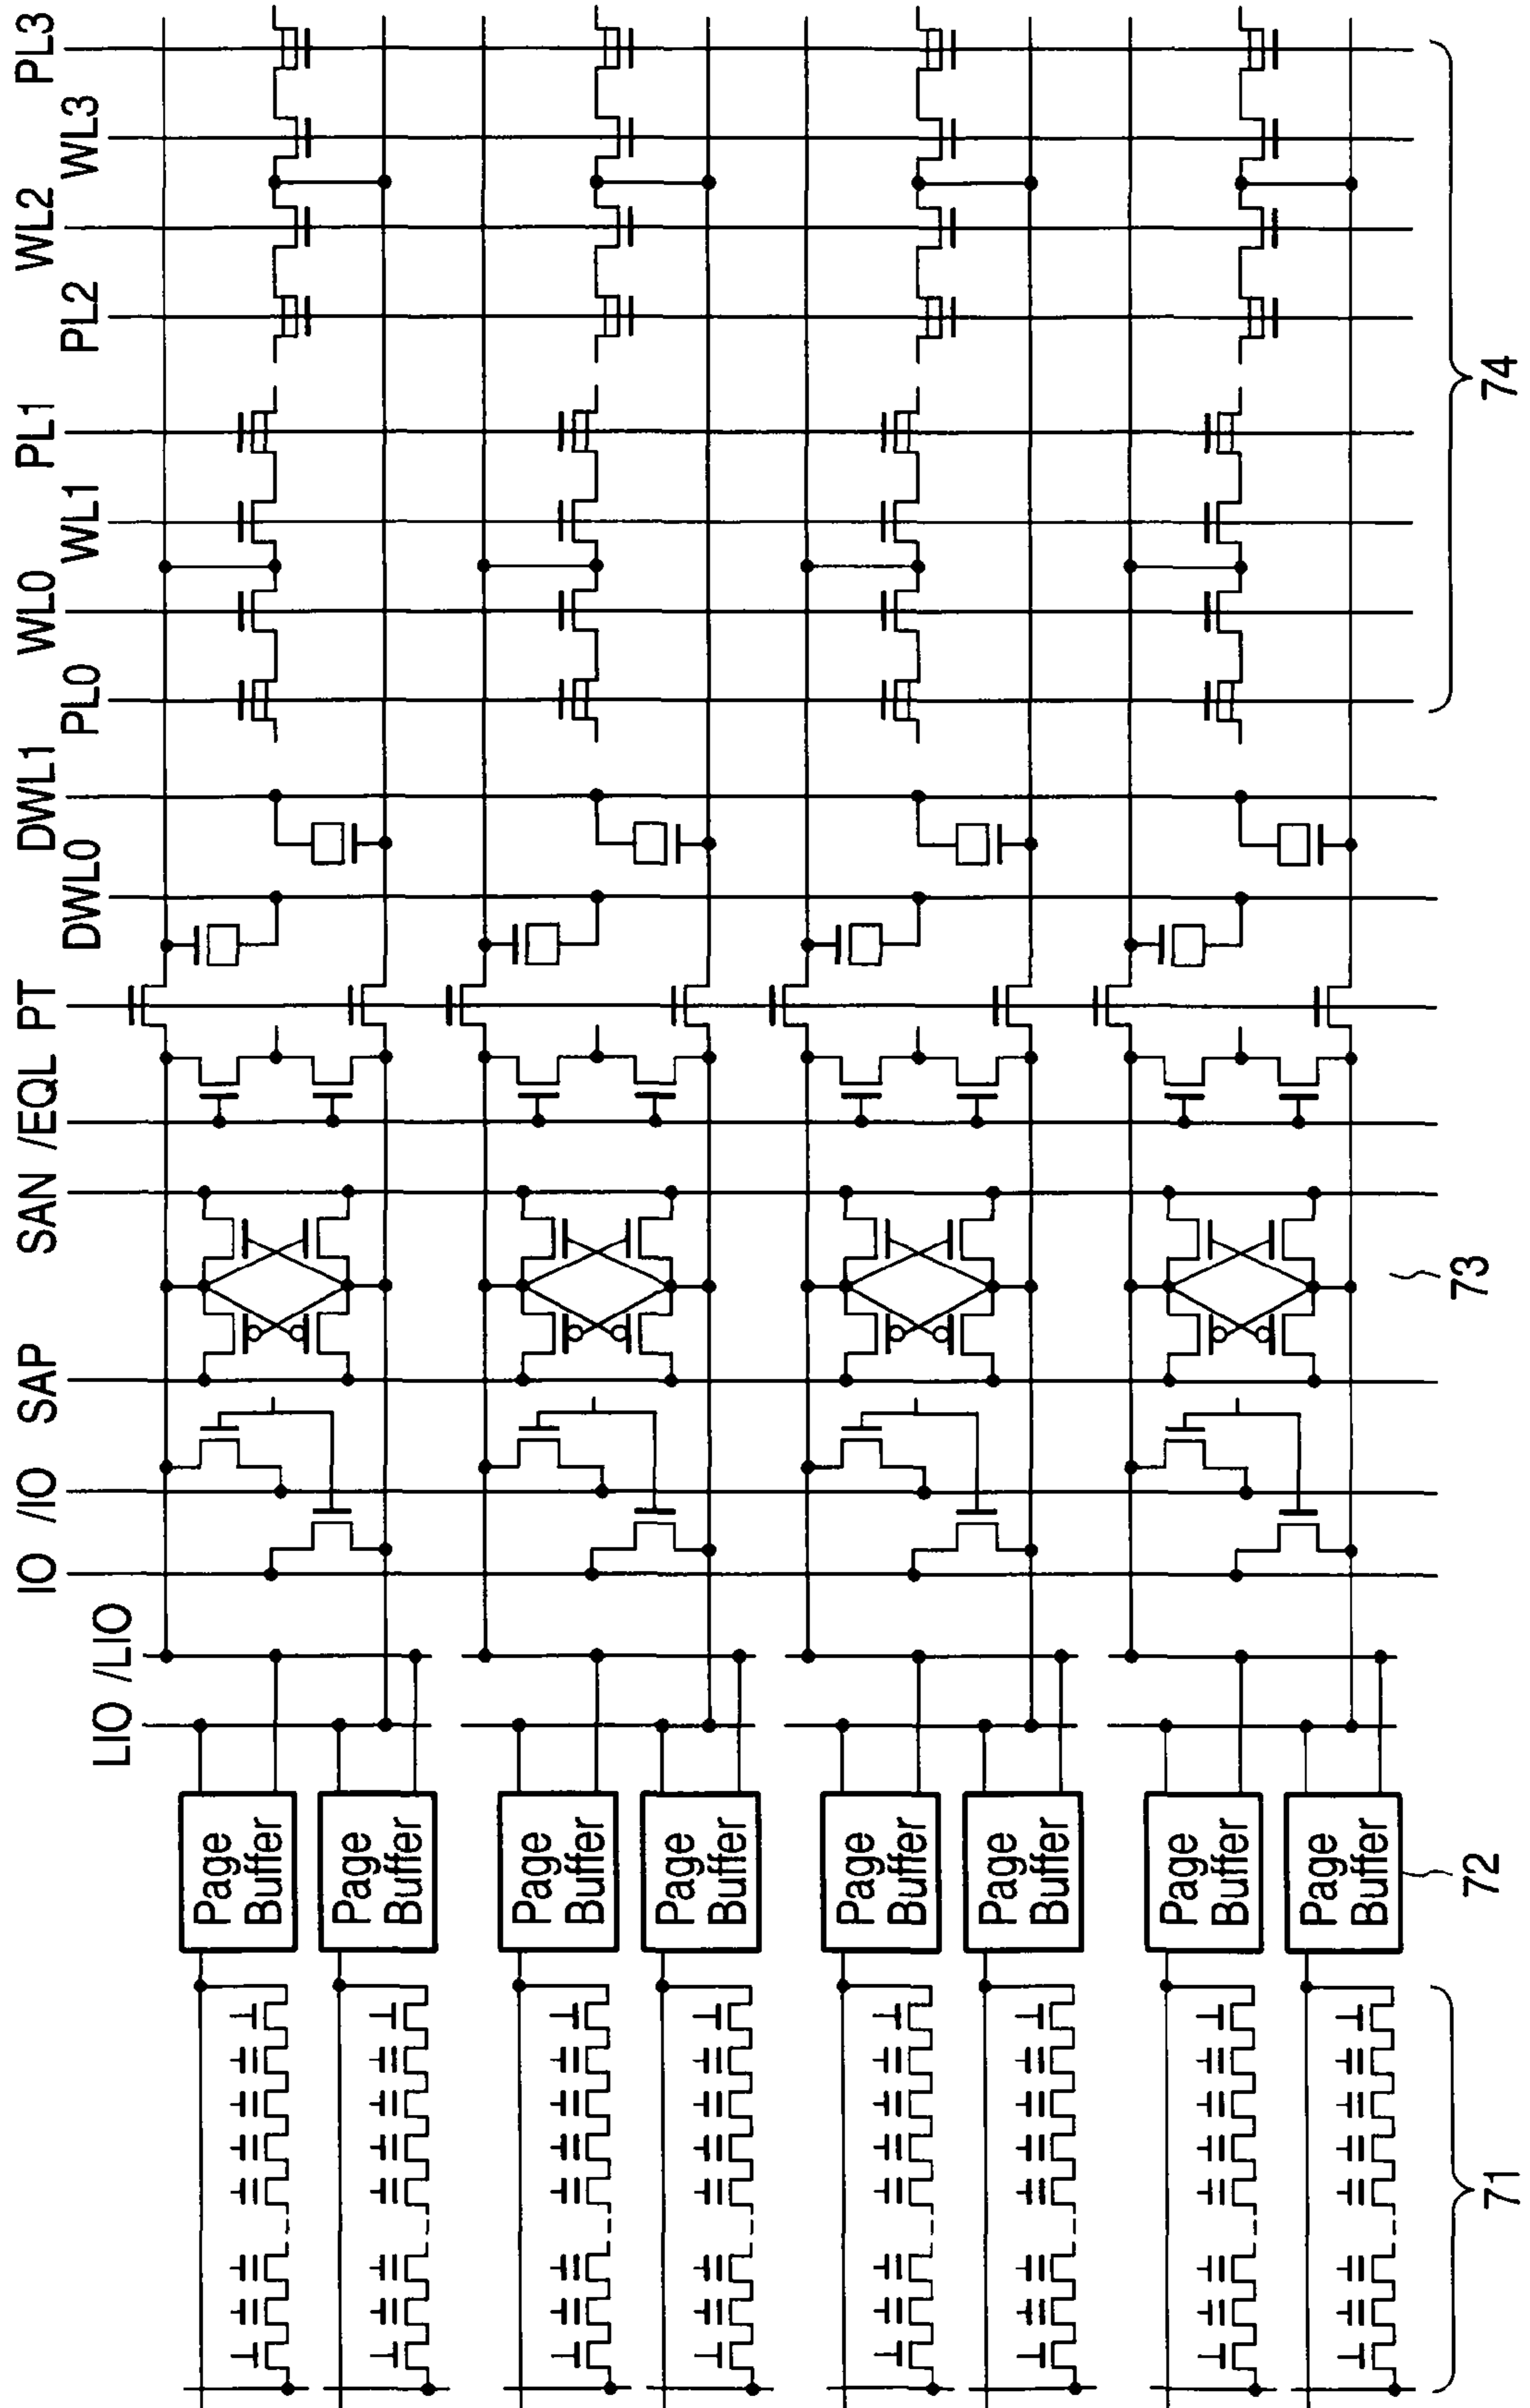 LIO
/LIO
IO
/IO
SAP
SAN
/EQL
PT
DWL0
DWL1
PL0
WL0
WL1
PL1
PL2
WL2
WL3
PL3
Page
Buffer
Page
Buffer
Page
Buffer
Page
Buffer
Page
Buffer
Page
Buffer
Page
Buffer
Page
Buffer
71
72
73
74